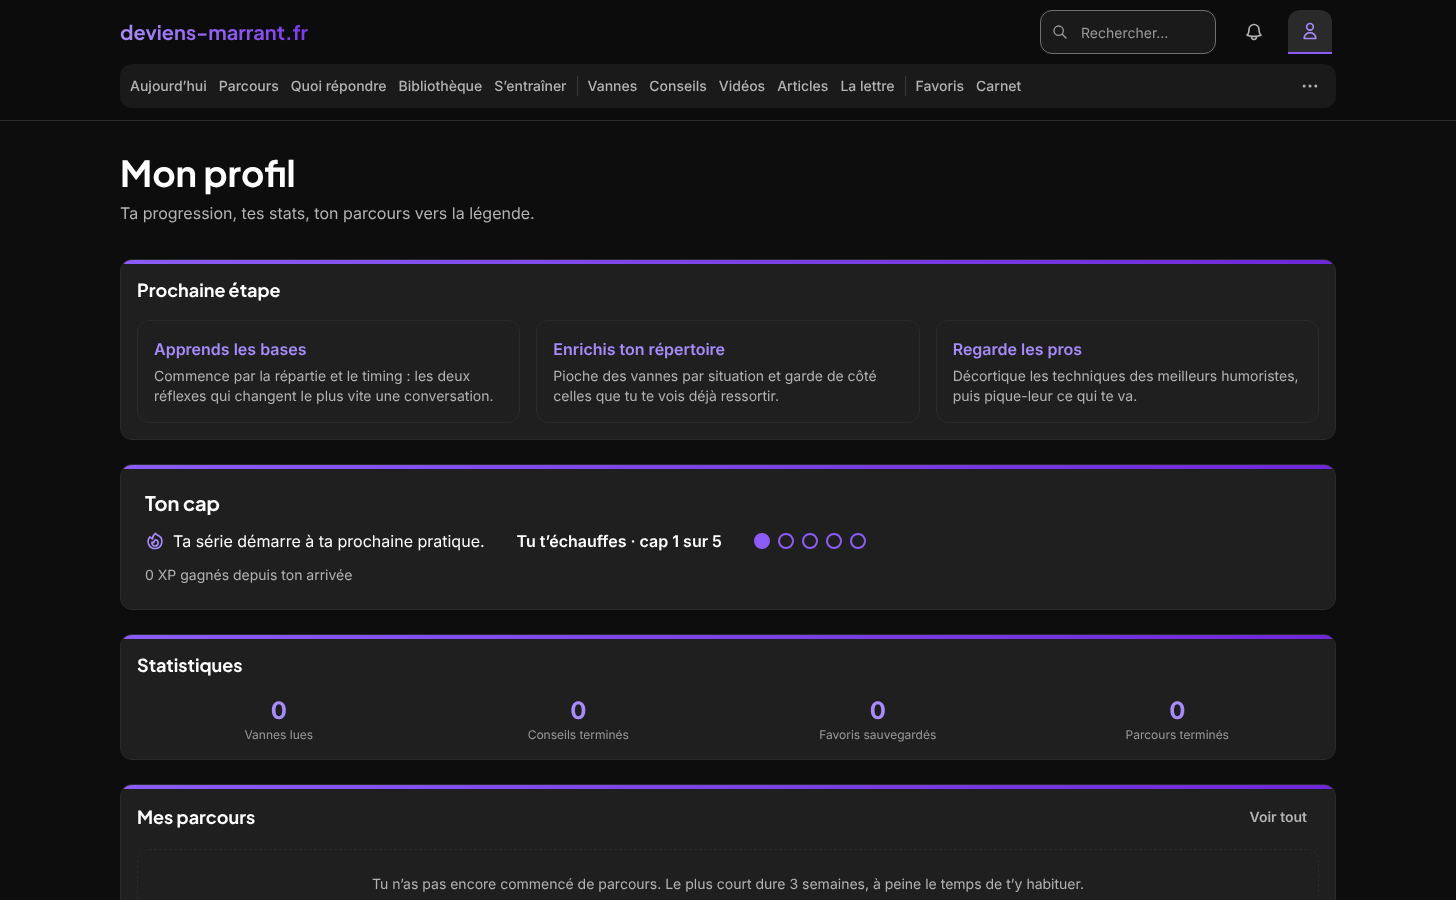 deviens-marrant.fr
Rechercher...
Aujourd’hui Parcours Quoi répondre Bibliothèque S’entraîner Vannes Conseils Vidéos Articles La lettre Favoris Carnet
Mon profil
Ta progression, tes stats, ton parcours vers la légende.
Prochaine étape
Apprends les bases
Commence par la répartie et le timing : les deux
réflexes qui changent le plus vite une conversation.
Enrichis ton répertoire
Pioche des vannes par situation et garde de côté
celles que tu te vois déjà ressortir.
Regarde les pros
Décortique les techniques des meilleurs humoristes,
puis pique-leur ce qui te va.
Ton cap
Ta série démarre à ta prochaine pratique. Tu t’échauffes · cap 1 sur 5
0 XP gagnés depuis ton arrivée
Statistiques
0
Vannes lues
0
Conseils terminés
0
Favoris sauvegardés
0
Parcours terminés
Mes parcours
Voir tout
Tu n’as pas encore commencé de parcours. Le plus court dure 3 semaines, à peine le temps de t’y habituer.